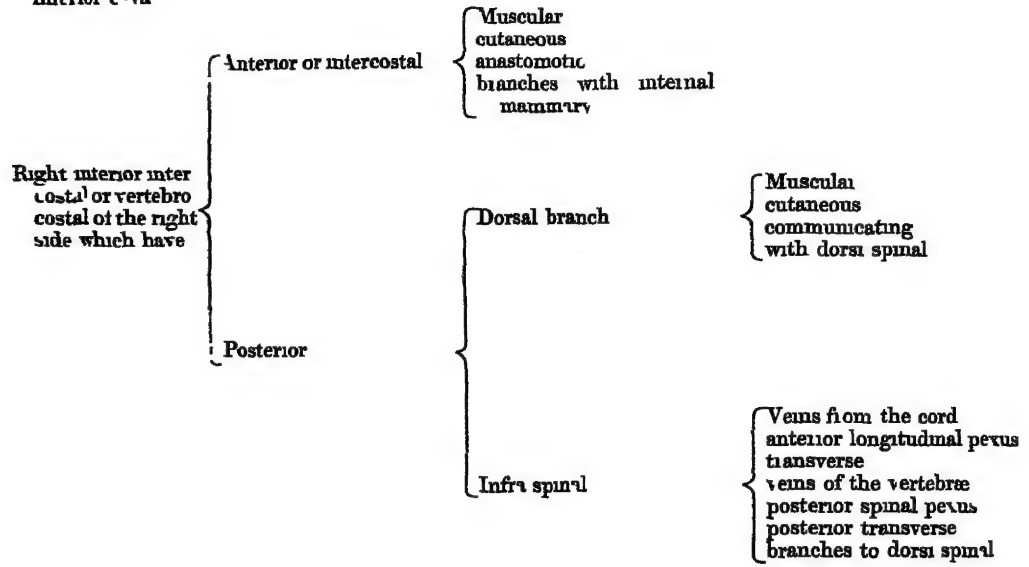 Muscular
cutaneous
Anterior or intercostal
anastomotic
branches with internal
mammary
Right inferior inter
costal or vertebro
costal of the right
side which have
Muscular
cutaneous
Dorsal branch
communicating
with dorsi spinal
Posterior
Veins from the cord
anterior longitudinal pexus
transverse
Infra spinal
veins of the vertebræ
posterior spinal pexus
posterior transverse
branches to dorsi spinal